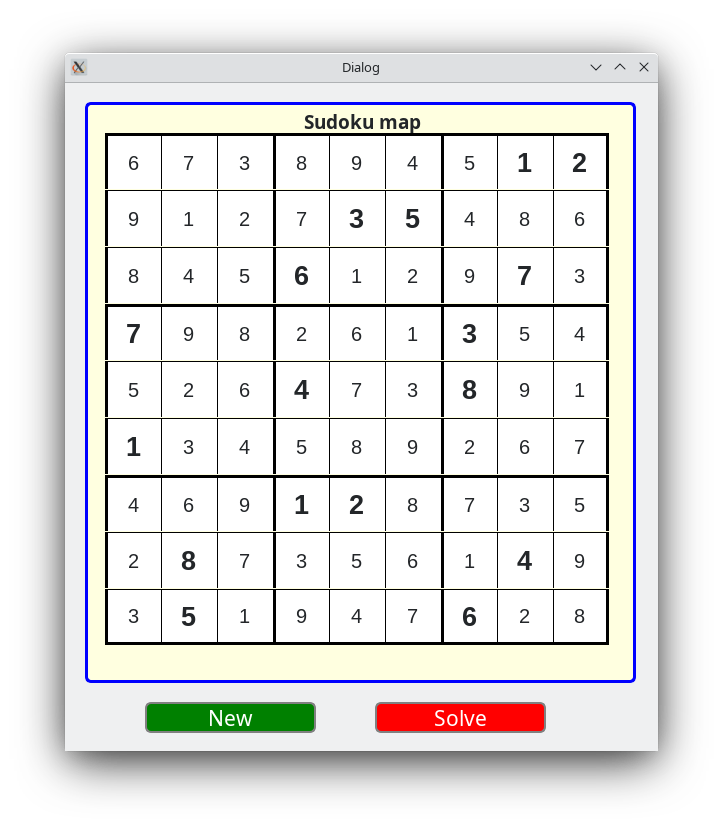 Dialog
Sudoku map
6 7 3 8 9 4 5 1 2
9 1 2 7 3 5 4 8 6
8 4 5 6 1 2 9 7 3
7 9 8 2 6 1 3 5 4
5 2 6 4 7 3 8 9 1
1 3 4 5 8 9 2 6 7
4 6 9 1 2 8 7 3 5
2 8 7 3 5 6 1 4 9
3 5 1 9 4 7 6 2 8
New Solve